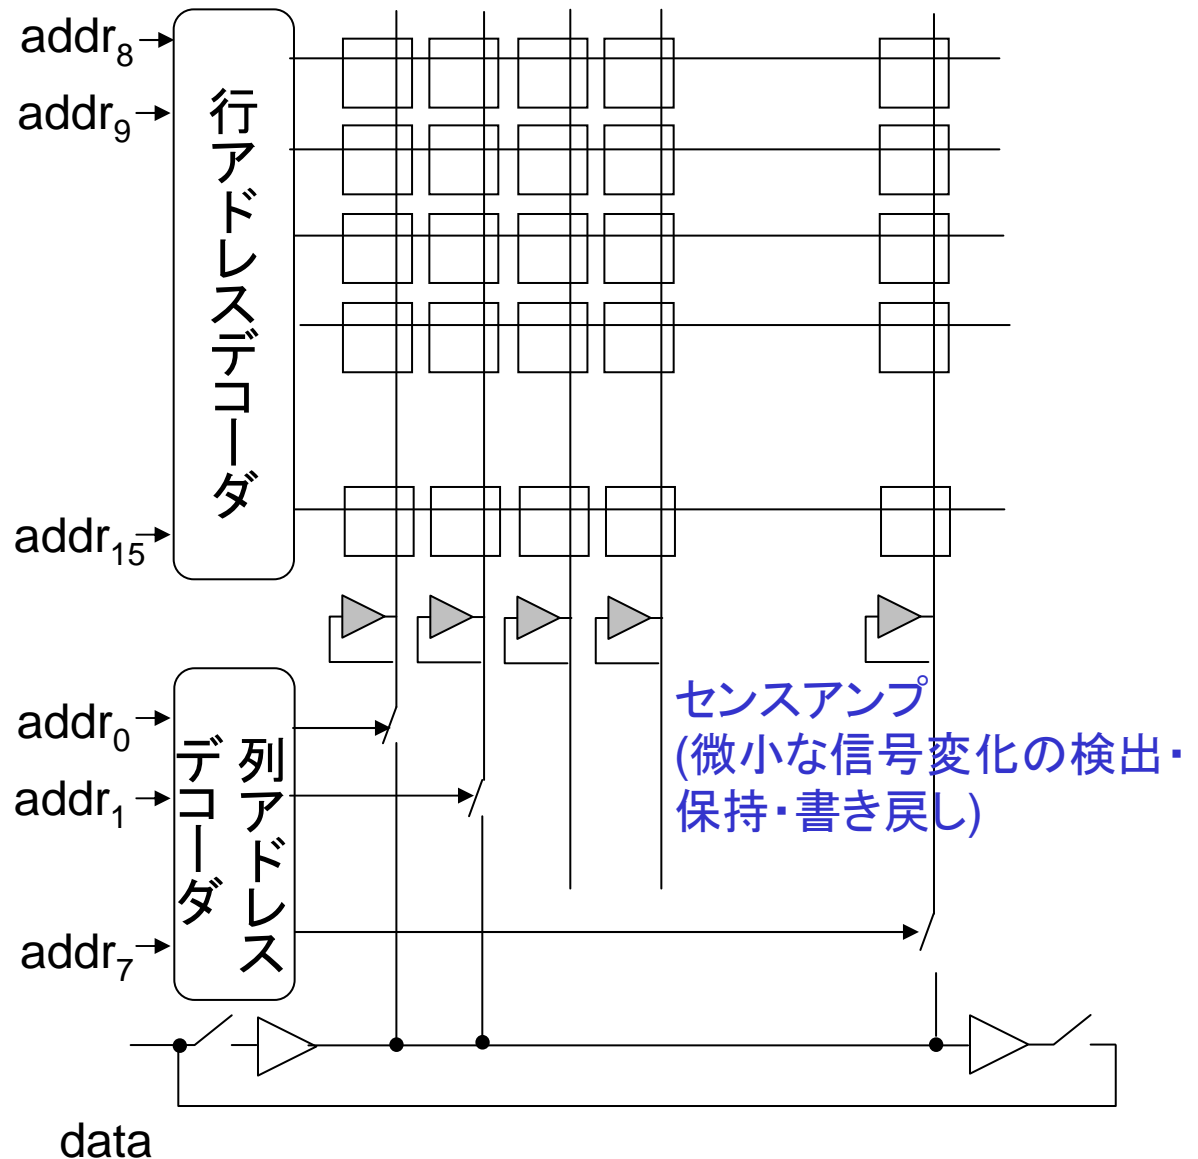 addr8
addr9
行アドレスデコーダ
addr15
addr0
addr1
列アドレス
デコーダ
addr7
センスアンプ
(微小な信号変化の検出・
保持・書き戻し)
data